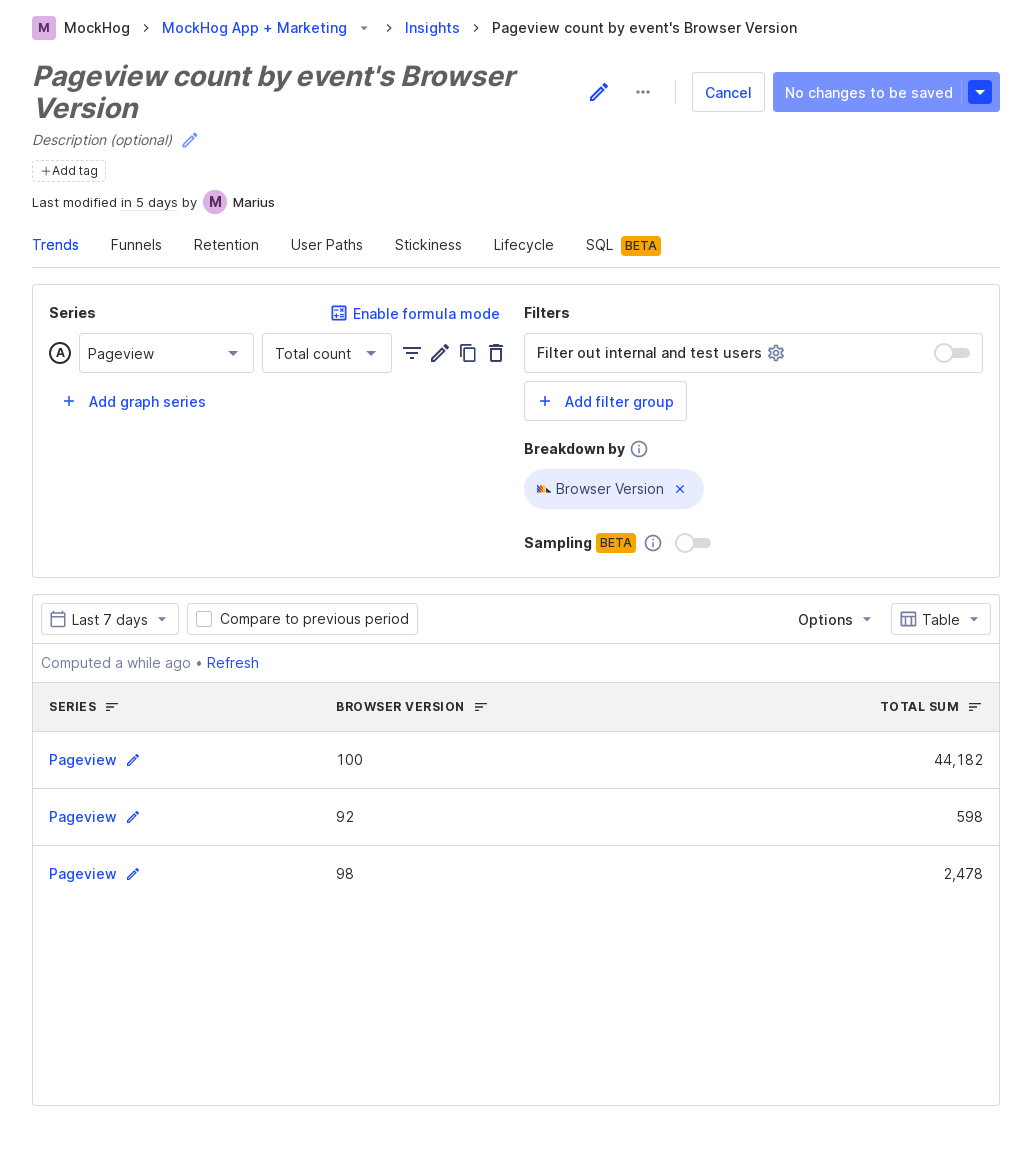 M MockHog MockHog App + Marketing Insights Pageview count by event's Browser Version
Pageview count by event's Browser
Version
Cancel No changes to be saved
Description (optional)
Add tag
Last modified in 5 days by M Marius
Trends Funnels Retention User Paths Stickiness Lifecycle SQL BETA
Series Enable formula mode
A Pageview Total count
Add graph series
Filters
Filter out internal and test users
Add filter group
Breakdown by
Browser Version
Sampling BETA
Last 7 days Compare to previous period Options Table
Computed a while ago • Refresh
SERIES BROWSER VERSION TOTAL SUM
Pageview 100 44,182
Pageview 92 598
Pageview 98 2,478